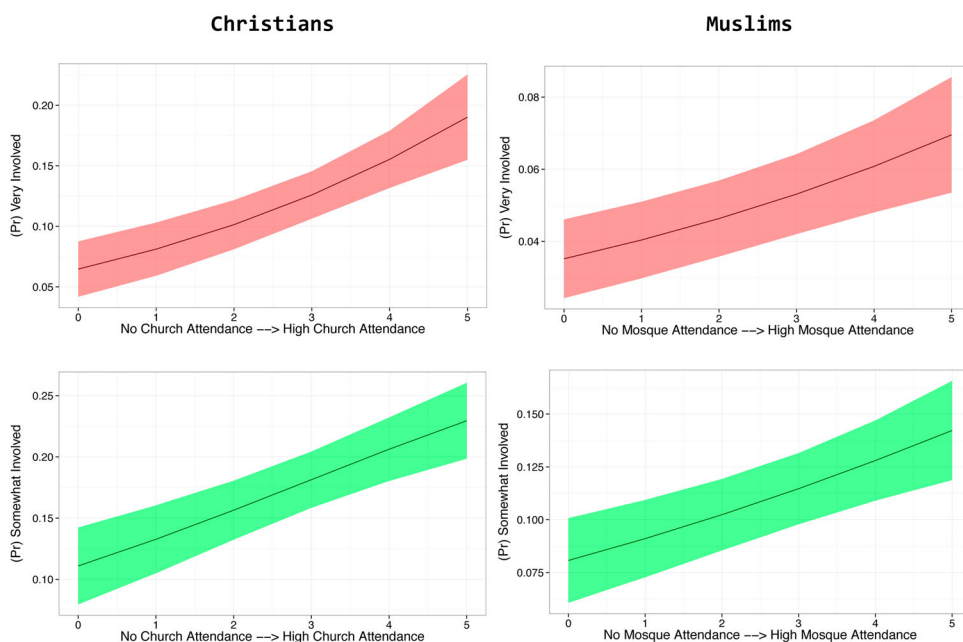 Christians
Muslims
(Pr) Very Involved
0.20
0.15
0.10
0.05
0 1 2 3 4 5
No Church Attendance −−> High Church Attendance
(Pr) Very Involved
0.08
0.06
0.04
0 1 2 3 4 5
No Mosque Attendance −−> High Mosque Attendance
(Pr) Somewhat Involved
0.25
0.20
0.15
0.10
0 1 2 3 4 5
No Church Attendance −−> High Church Attendance
(Pr) Somewhat Involved
0.150
0.125
0.100
0.075
0 1 2 3 4 5
No Mosque Attendance −−> High Mosque Attendance